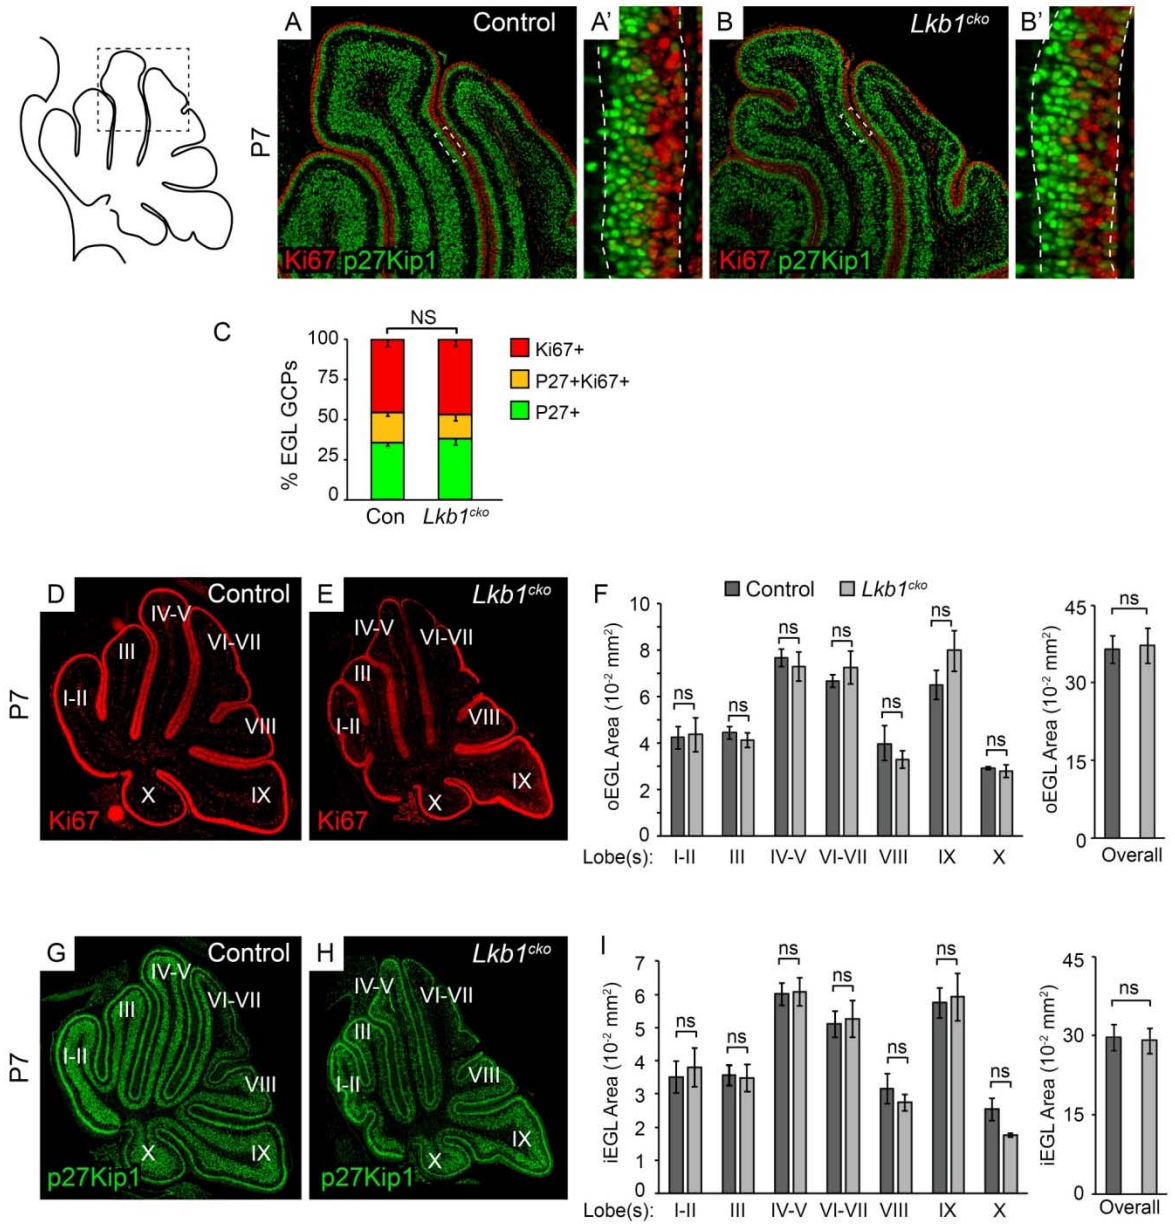 A Control A' B Lkb1cko B'
P7
Ki67 p27Kip1 Ki67 p27Kip1
C
NS
100
75
50
25
0
% EGL GCPs
Con Lkb1cko
Ki67+
P27+Ki67+
P27+
D Control E Lkb1cko
P7
I-II III IV-V VI-VII VIII IX X
Ki67
I-II III IV-V VI-VII VIII IX X
Ki67
F Control Lkb1cko
10
8
6
4
2
0
oEGL Area (10-2 mm2)
ns ns ns ns ns ns ns
Lobe(s): I-II III IV-V VI-VII VIII IX X
45
30
15
0
oEGL Area (10-2 mm2)
ns
Overall
G Control H Lkb1cko
P7
I-II III IV-V VI-VII VIII IX X
p27Kip1
I-II III IV-V VI-VII VIII IX X
p27Kip1
I
7
6
5
4
3
2
1
0
iEGL Area (10-2 mm2)
ns ns ns ns ns ns ns
Lobe(s): I-II III IV-V VI-VII VIII IX X
45
30
15
0
iEGL Area (10-2 mm2)
ns
Overall